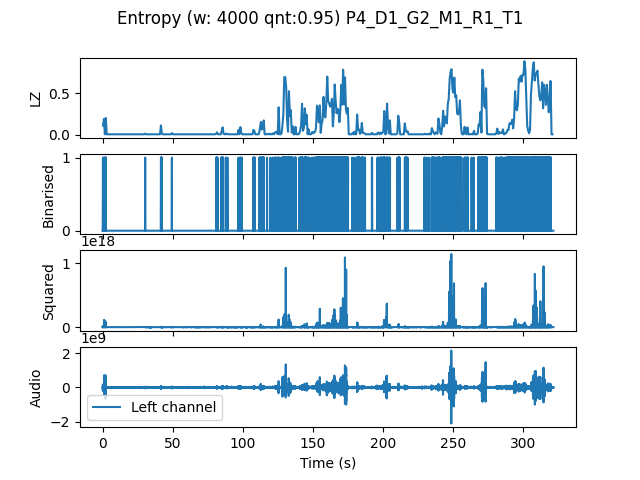 Entropy (w: 4000 qnt:0.95) P4_D1_G2_M1_R1_T1
LZ
0.5
0.0
Binarised
1
0
1e18
Squared
1
0
1e9
Audio
2
0
−2
Left channel
0 50 100 150 200 250 300
Time (s)